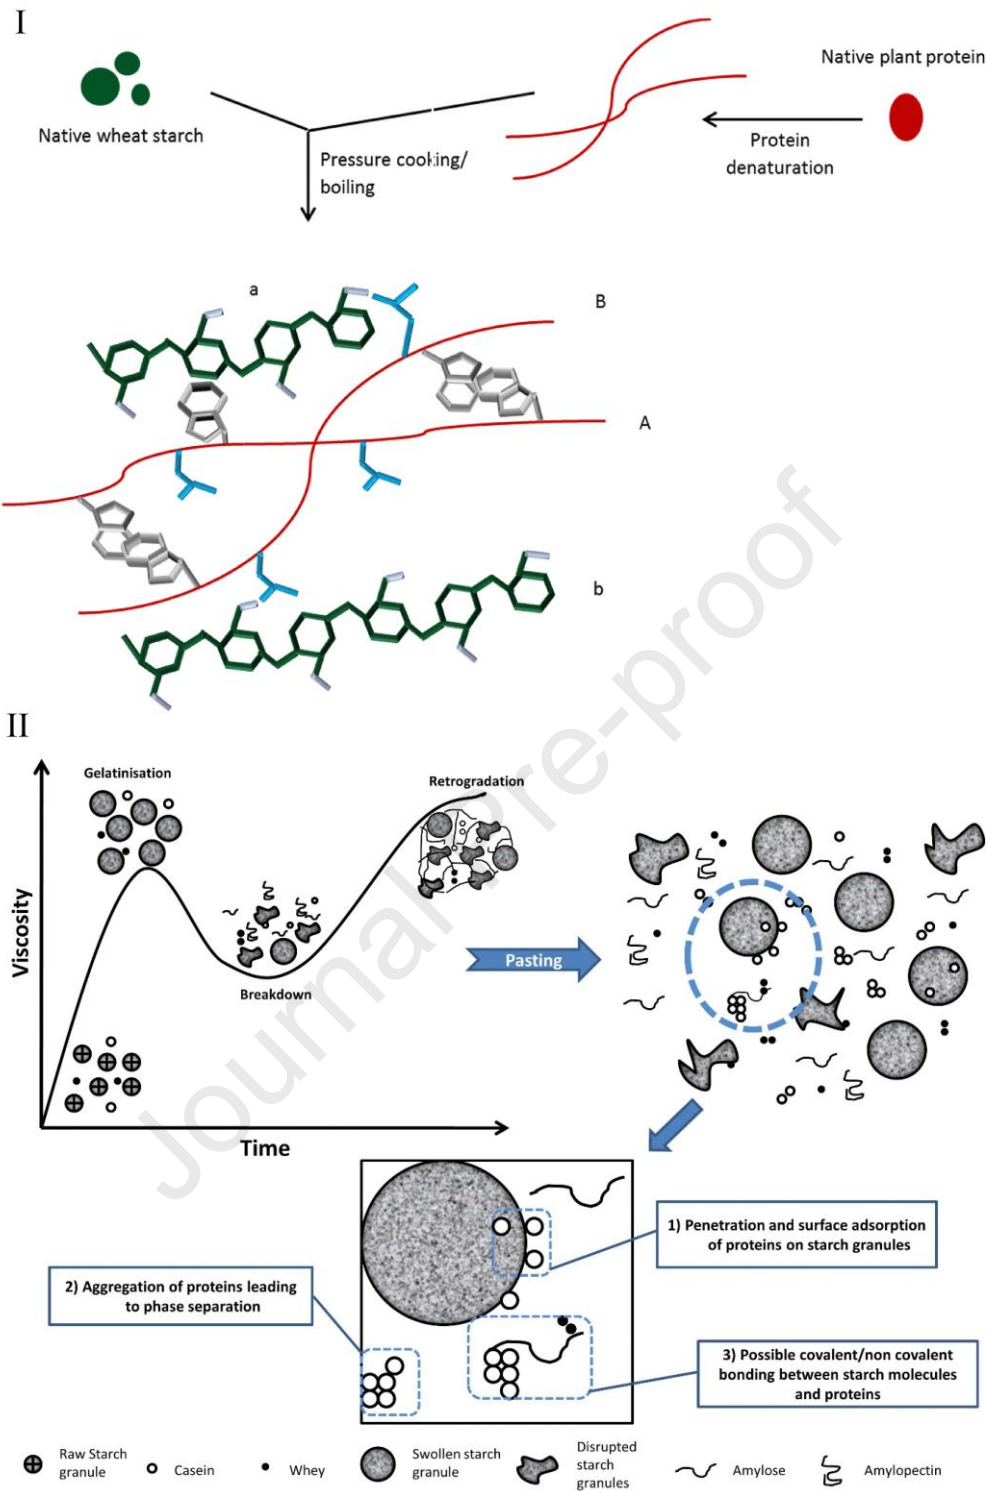 I
Native wheat starch
Native plant protein
Protein
denaturation
Pressure cooking/
boiling
a
B
A
b
II
Gelatinisation
Retrogradation
Breakdown
Viscosity
Time
Pasting
1) Penetration and surface adsorption
of proteins on starch granules
2) Aggregation of proteins leading
to phase separation
3) Possible covalent/non covalent
bonding between starch molecules
and proteins
Raw Starch
granule
Casein
Whey
Swollen starch
granule
Disrupted
starch
granules
Amylose
Amylopectin
Journal Pre-proof